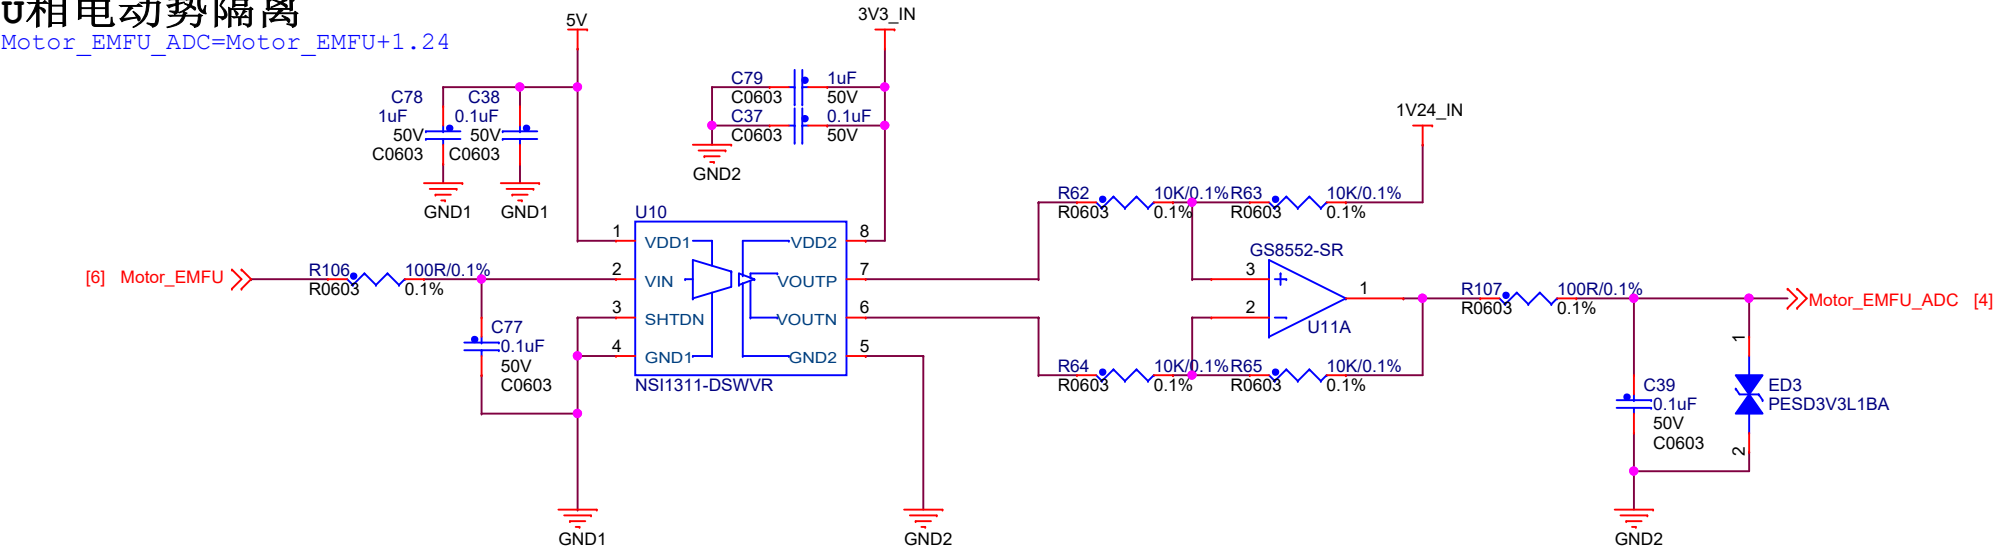 U相电动势隔离
Motor_EMFU_ADC=Motor_EMFU+1.24
5V
3V3_IN
C78
1uF
50V
C0603
C38
0.1uF
50V
C0603
GND1
GND1
C79
C0603
1uF
50V
C37
C0603
0.1uF
50V
GND2
1V24_IN
U10
1
VDD1
2
VIN
3
SHTDN
4
GND1
VDD2
8
VOUTP
7
VOUTN
6
GND2
5
NSI1311-DSWVR
[6] Motor_EMFU
R106
R0603
100R/0.1%
0.1%
C77
0.1uF
50V
C0603
GND1
GND2
R62
R0603
10K/0.1%
0.1%
R63
R0603
10K/0.1%
0.1%
GS8552-SR
3
2
1
U11A
R64
R0603
10K/0.1%
0.1%
R65
R0603
10K/0.1%
0.1%
R107
R0603
100R/0.1%
0.1%
Motor_EMFU_ADC [4]
C39
0.1uF
50V
C0603
1
2
ED3
PESD3V3L1BA
GND2